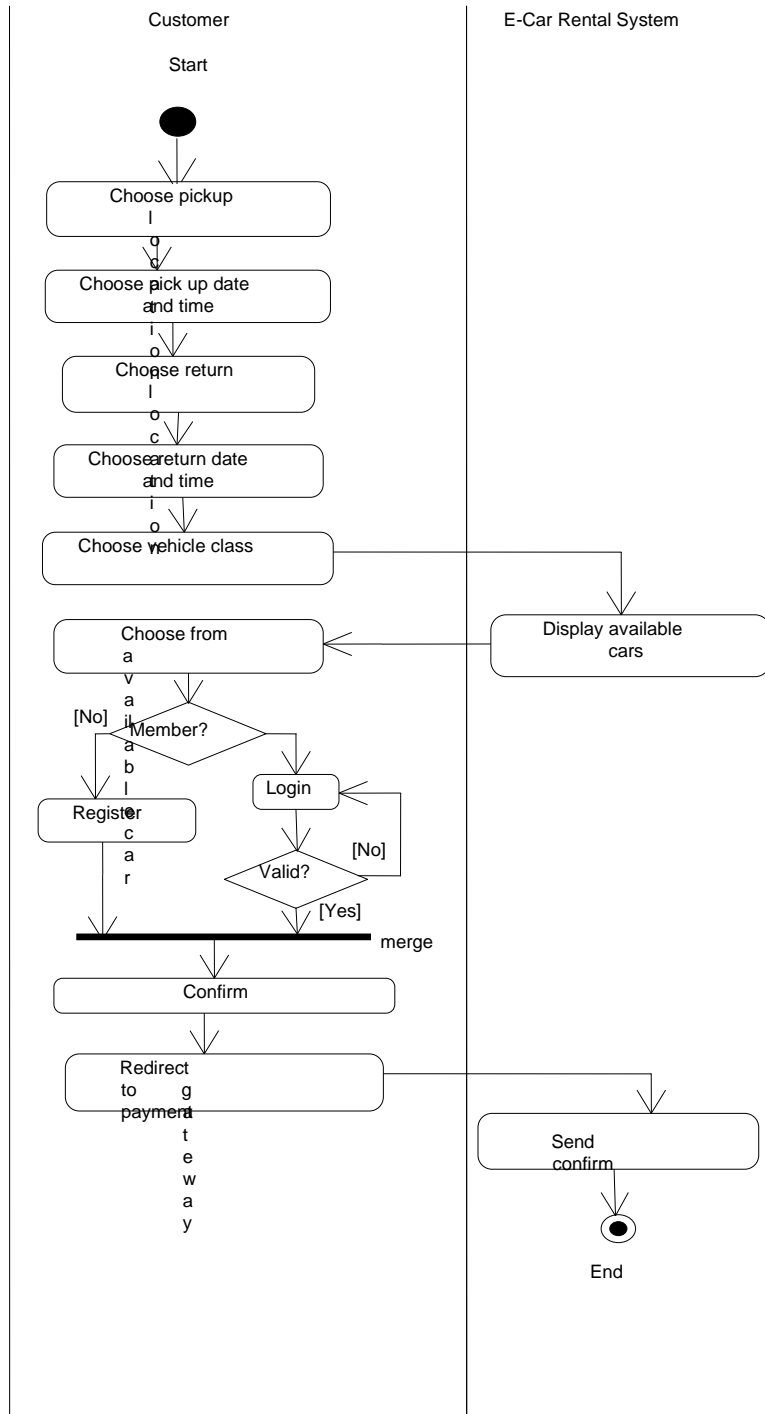 Customer
E-Car Rental System
Start
Choose pickup
location
Choose pick up date
and time
Choose return
location
Choose return date
and time
Choose vehicle class
Display available
cars
Choose from
available car
[No]
Member?
Login
Register
[No]
Valid?
[Yes]
merge
Confirm
Redirect
to
payment
gateway
Send
confirm
End